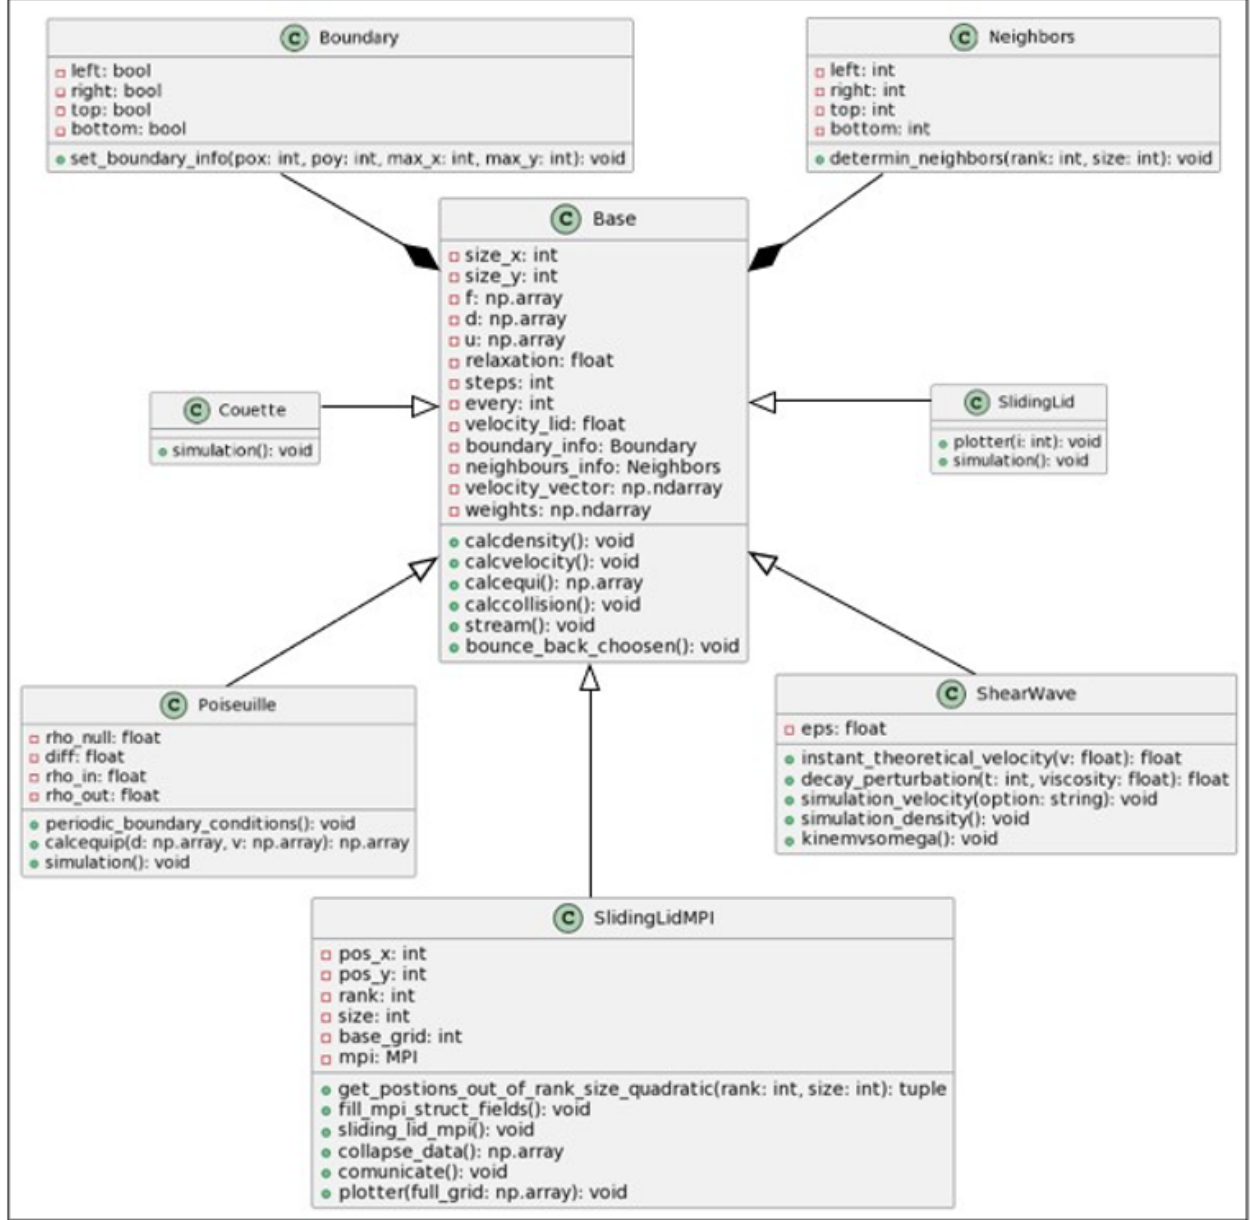 C Boundary
left: bool
right: bool
top: bool
bottom: bool
set_boundary_info(pox: int, poy: int, max_x: int, max_y: int): void
C Neighbors
left: int
right: int
top: int
bottom: int
determin_neighbors(rank: int, size: int): void
C Base
size_x: int
size_y: int
f: np.array
d: np.array
u: np.array
relaxation: float
steps: int
every: int
velocity_lid: float
boundary_info: Boundary
neighbours_info: Neighbors
velocity_vector: np.ndarray
weights: np.ndarray
calcdensity(): void
calcvelocity(): void
calcequi(): np.array
calccollision(): void
stream(): void
bounce_back_choosen(): void
C Couette
simulation(): void
C SlidingLid
plotter(i: int): void
simulation(): void
C Poiseuille
rho_null: float
diff: float
rho_in: float
rho_out: float
periodic_boundary_conditions(): void
calcequip(d: np.array, v: np.array): np.array
simulation(): void
C ShearWave
eps: float
instant_theoretical_velocity(v: float): float
decay_perturbation(t: int, viscosity: float): float
simulation_velocity(option: string): void
simulation_density(): void
kinemvsomega(): void
C SlidingLidMPI
pos_x: int
pos_y: int
rank: int
size: int
base_grid: int
mpi: MPI
get_postions_out_of_rank_size_quadratic(rank: int, size: int): tuple
fill_mpi_struct_fields(): void
sliding_lid_mpi(): void
collapse_data(): np.array
comunicate(): void
plotter(full_grid: np.array): void